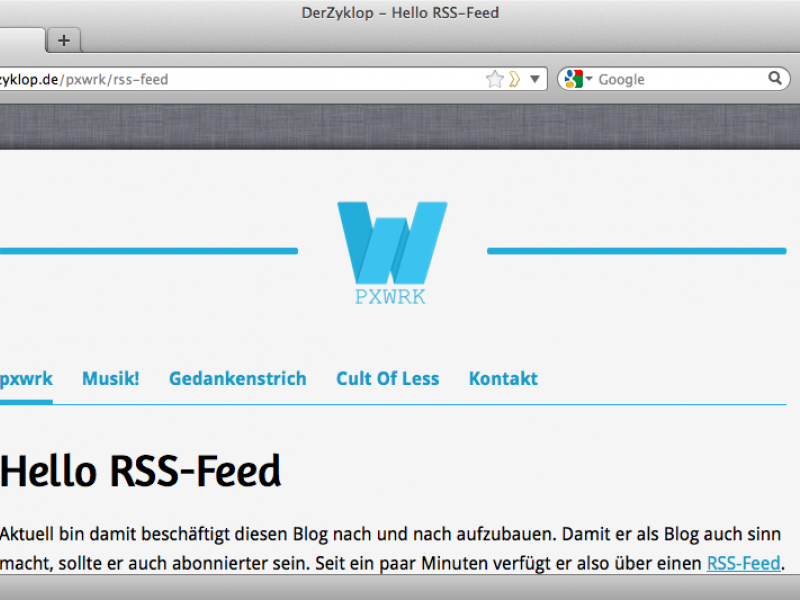 DerZyklop – Hello RSS-Feed
+
zyklop.de/pxwrk/rss-feed
Google
PXWRK
pxwrk Musik! Gedankenstrich Cult Of Less Kontakt
Hello RSS-Feed
Aktuell bin damit beschäftigt diesen Blog nach und nach aufzubauen. Damit er als Blog auch sinn
macht, sollte er auch abonnierter sein. Seit ein paar Minuten verfügt er also über einen RSS-Feed.